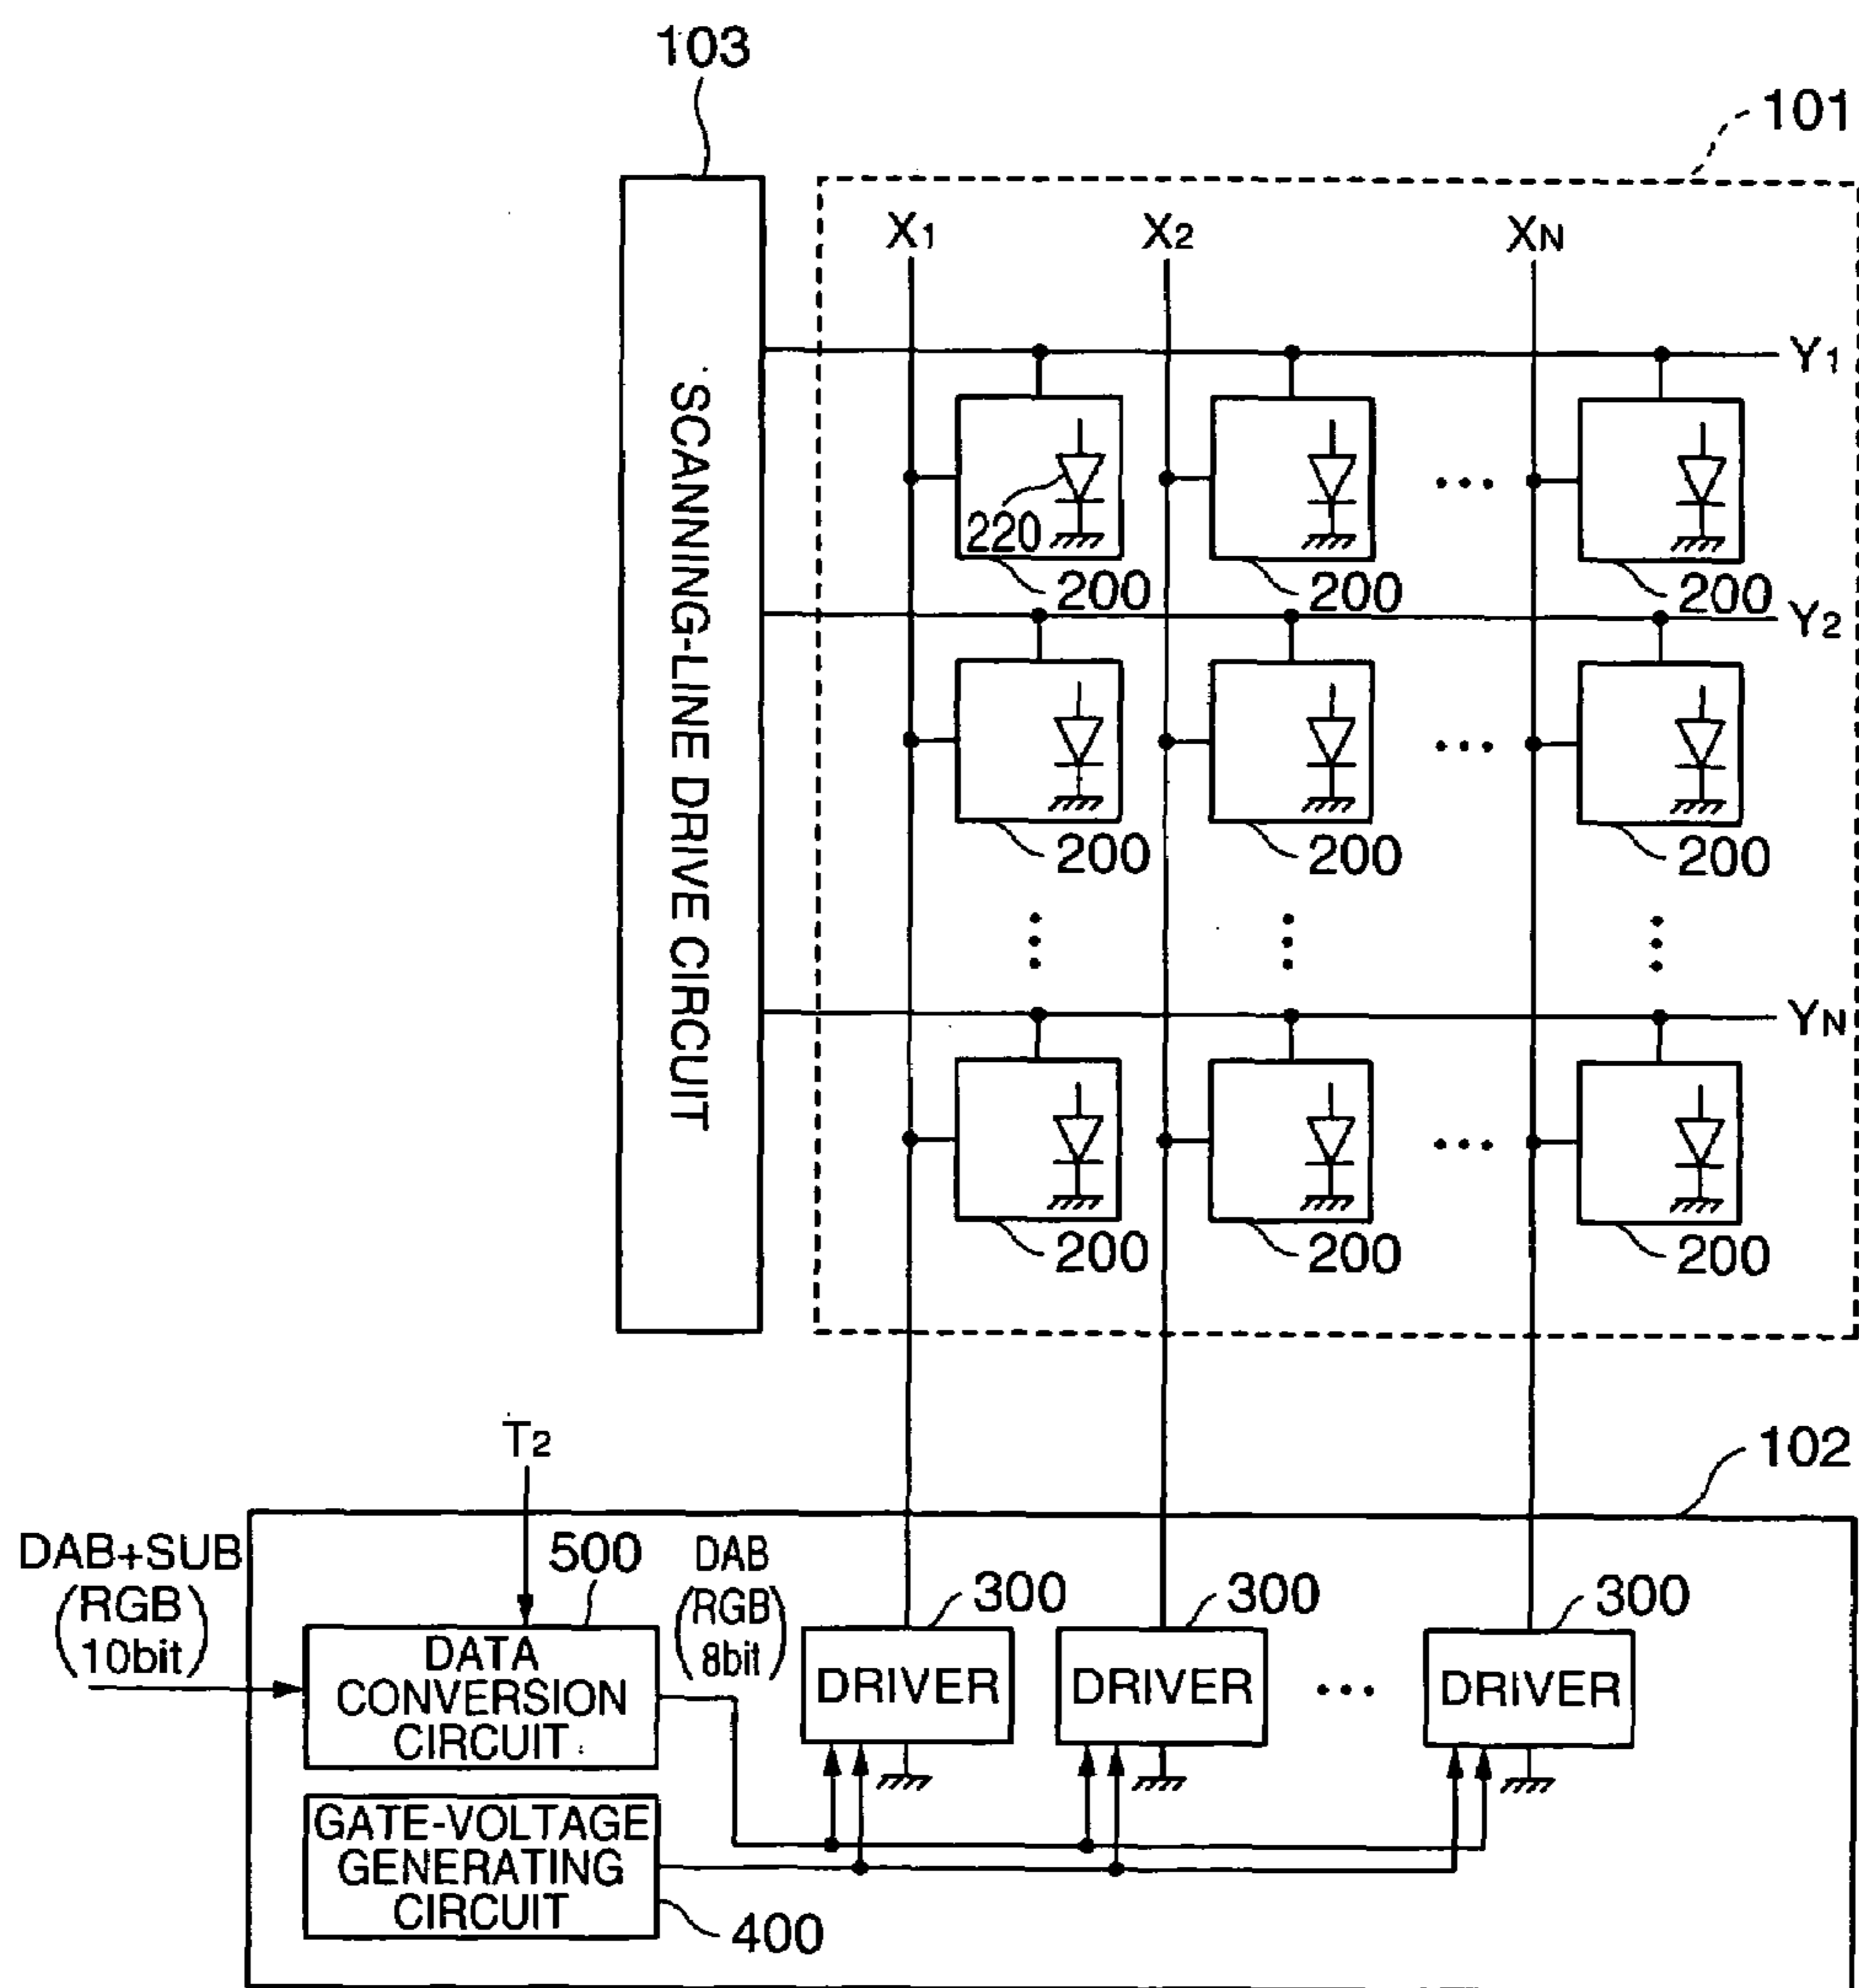 103
101
X1 X2 XN
Y1
220
200 200 200
Y2
200 200 200
YN
200 200 200
SCANNING-LINE DRIVE CIRCUIT
T2
102
DAB+SUB
(RGB)
10bit
500
DAB
(RGB)
8bit
300 300 300
DATA
CONVERSION
CIRCUIT
DRIVER DRIVER ... DRIVER
GATE-VOLTAGE
GENERATING
CIRCUIT
400